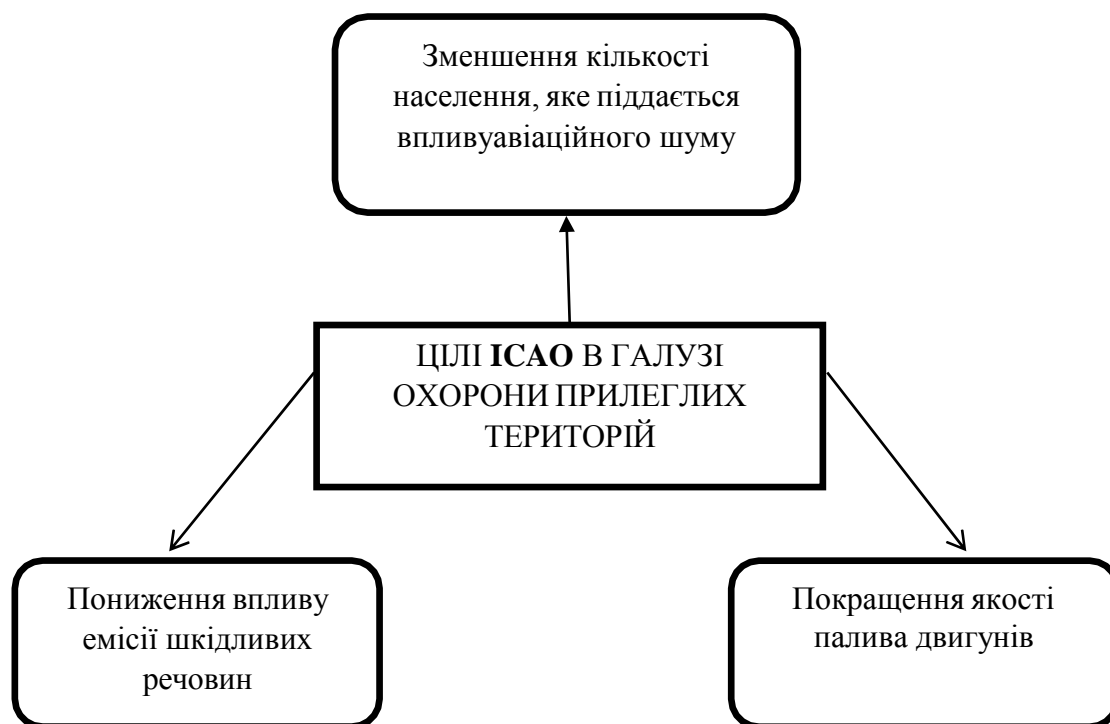 Зменшення кількості
населення, яке піддається
впливуавіаційного шуму
ЦІЛІ ІСАО В ГАЛУЗІ
ОХОРОНИ ПРИЛЕГЛИХ
ТЕРИТОРІЙ
Пониження впливу
емісії шкідливих
речовин
Покращення якості
палива двигунів